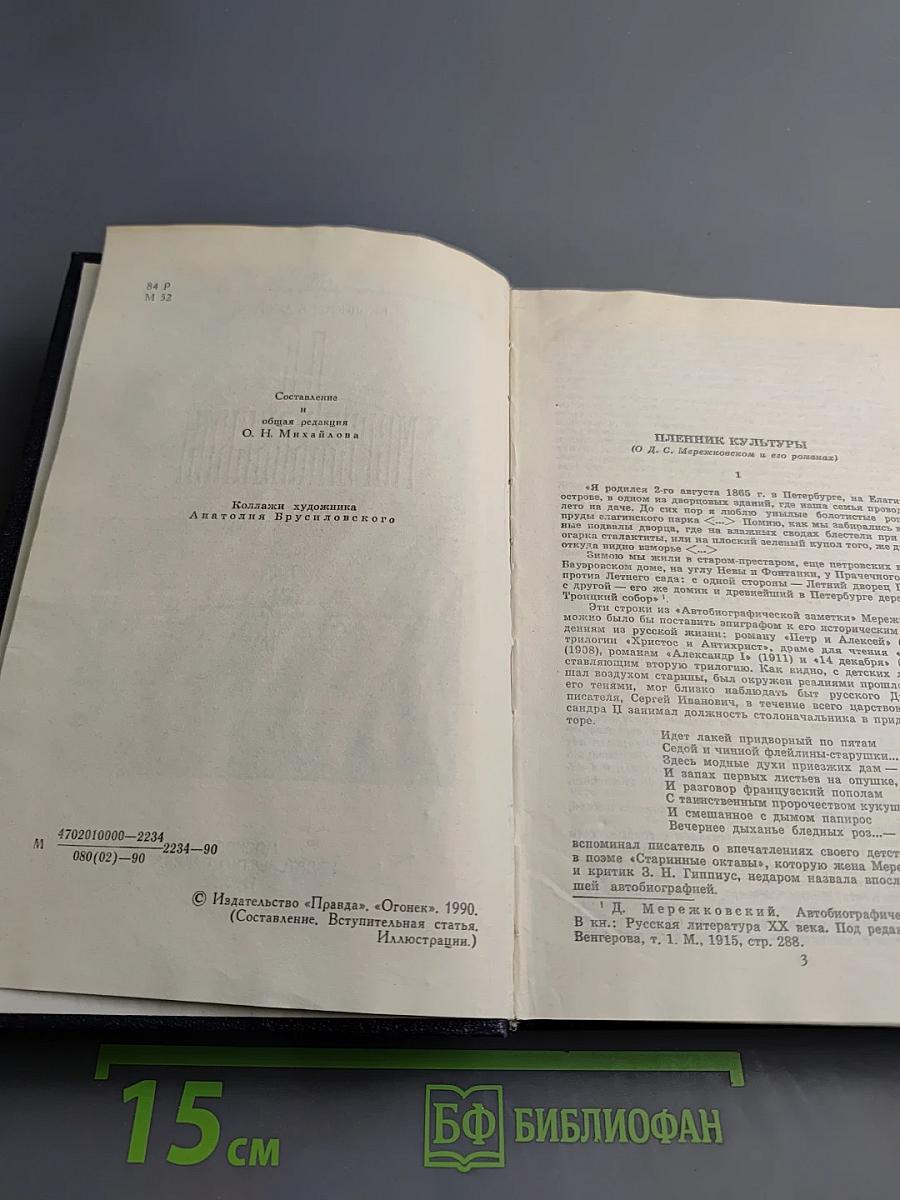 84 Р
М 52
Составление
и
общая редакция
О. Н. Михайлова
Коллажи художника
Анатолия Брусиловского
М 4702010000—2234 2234—90
080(02)—90
© Издательство «Правда». «Огонек». 1990.
(Составление. Вступительная статья.
Иллюстрации.)
ПЛЕННИК КУЛЬТУРЫ
(О Д. С. Мережковском и его романах)
1
«Я родился 2-го августа 1865 г. в Петербурге, на Елагин
острове, в одном из дворцовых зданий, где наша семья провод
лето на даче. До сих пор я люблю унылые болотистые ро
пруды елагинского парка <...> Помню, как мы забирались в
ные подвалы дворца, где на влажных сводах блестели при
огарка сталактиты, или на плоский зеленый купол того, же д
откуда видно взморье <...>
Зимою мы жили в старом-престаром, еще петровских в
Бауэровском доме, на углу Невы и Фонтанки, у Прачечного
против Летнего сада: с одной стороны — Летний дворец
с другой — его же домик и древнейший в Петербурге дере
Троицкий собор» ¹.
Эти строки из «Автобиографической заметки» Мереж
можно было бы поставить эпиграфом к его историческим
дениям из русской жизни: роману «Петр и Алексей» (
трилогии «Христос и Антихрист», драме для чтения «
(1908), романам «Александр I» (1911) и «14 декабря» (
ставляющим вторую трилогию. Как видно, с детских л
шал воздухом старины, был окружен реалиями прошло
его тенями, мог близко наблюдать быт русского Д
писателя, Сергей Иванович, в течение всего царствов
сандра II занимал должность столоначальника в прид
торе.
Идет лакей придворный по пятам
Седой и чинной фрейлины-старушки...
Здесь модные духи приезжих дам —
И запах первых листьев на опушке,
И разговор французский пополам
С таинственным пророчеством кукуш
И смешанное с дымом папирос
Вечернее дыханье бледных роз...—
вспоминал писатель о впечатлениях своего детст
в поэме «Старинные октавы», которую жена Мере
и критик З. Н. Гиппиус, недаром назвала впосл
шей автобиографией.
¹ Д. Мережковский. Автобиографиче
В кн.: Русская литература XX века. Под редак
Венгерова, т. 1. М., 1915, стр. 288.
3
15 см
БФ БИБЛИОФАН